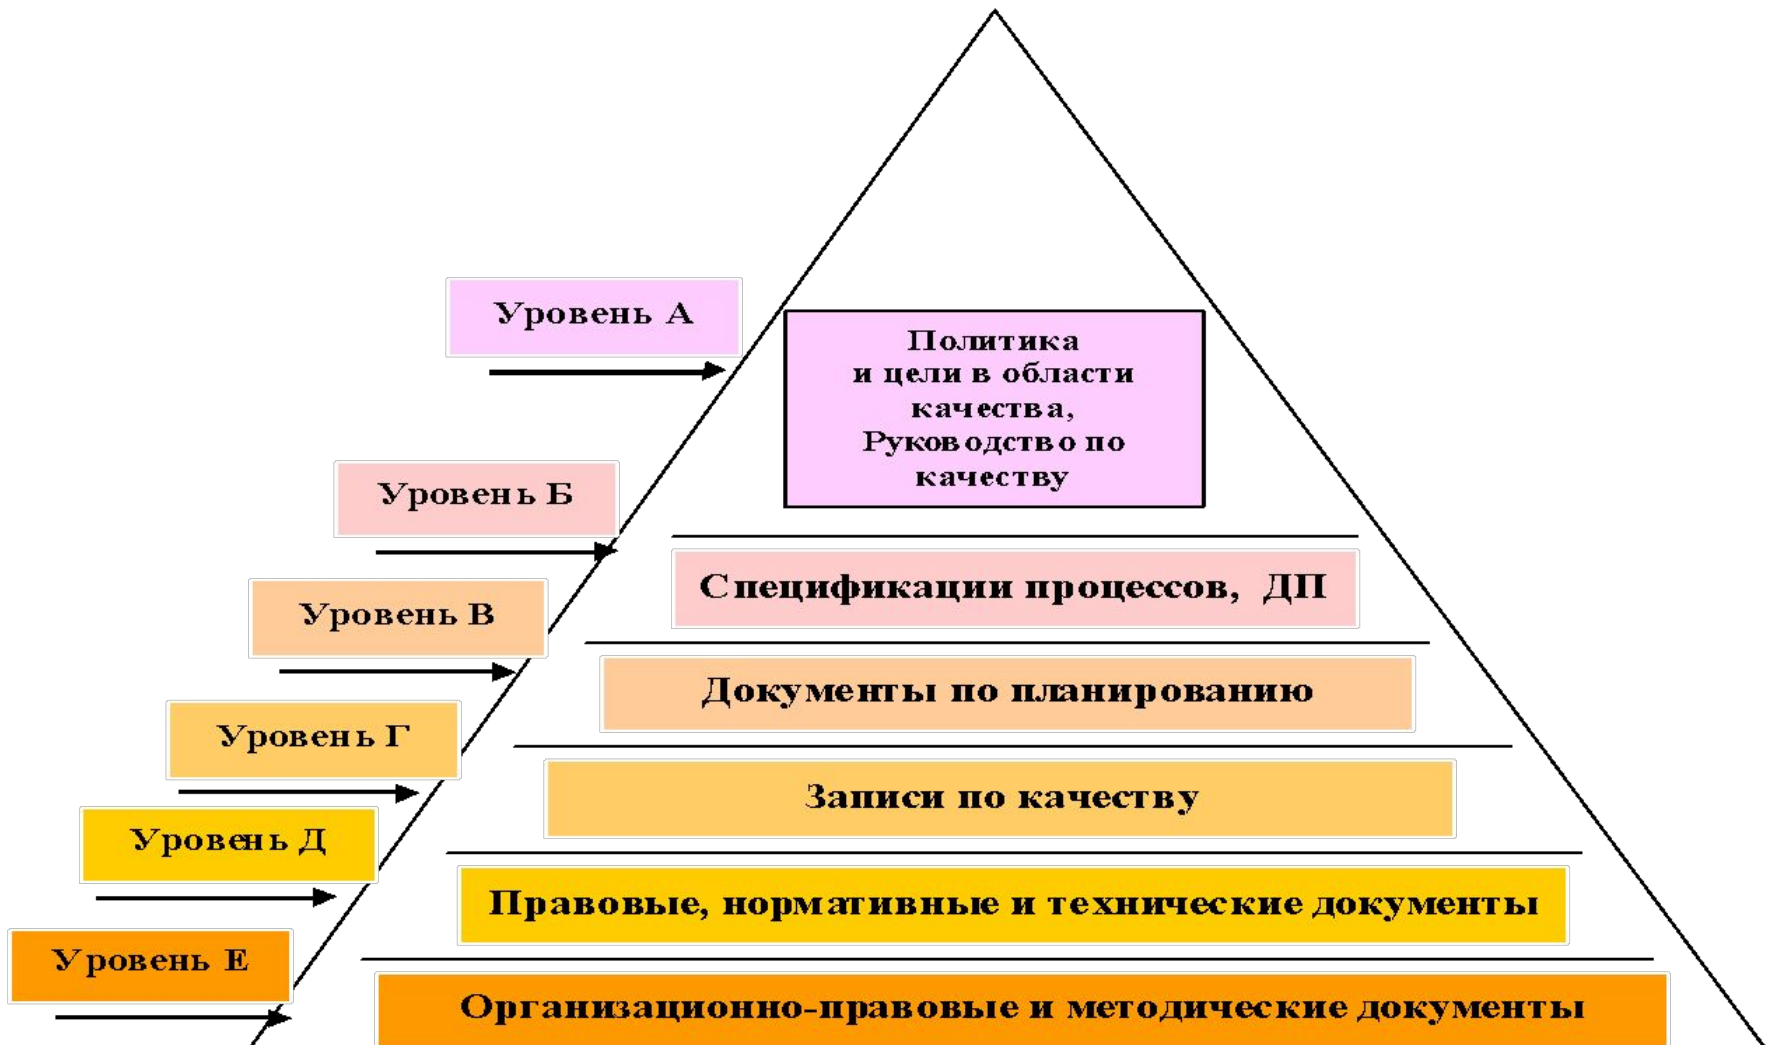 Уровень А
Политика
и цели в области
качества,
Руководство по
качеству
Уровень Б
Спецификации процессов, ДП
Уровень В
Документы по планированию
Уровень Г
Записи по качеству
Уровень Д
Правовые, нормативные и технические документы
Уровень Е
Организационно-правовые и методические документы